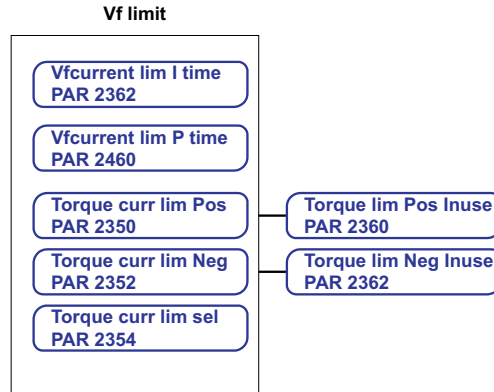 Vf limit
Vfcurrent lim I time
PAR 2362
Vfcurrent lim P time
PAR 2460
Torque curr lim Pos
PAR 2350
Torque lim Pos Inuse
PAR 2360
Torque curr lim Neg
PAR 2352
Torque lim Neg Inuse
PAR 2362
Torque curr lim sel
PAR 2354